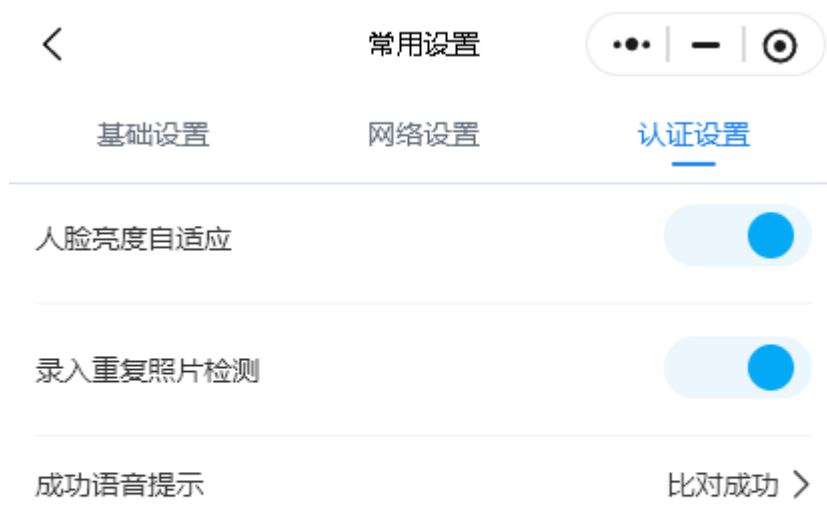 常用设置
基础设置 网络设置 认证设置
人脸亮度自适应
录入重复照片检测
成功语音提示 比对成功